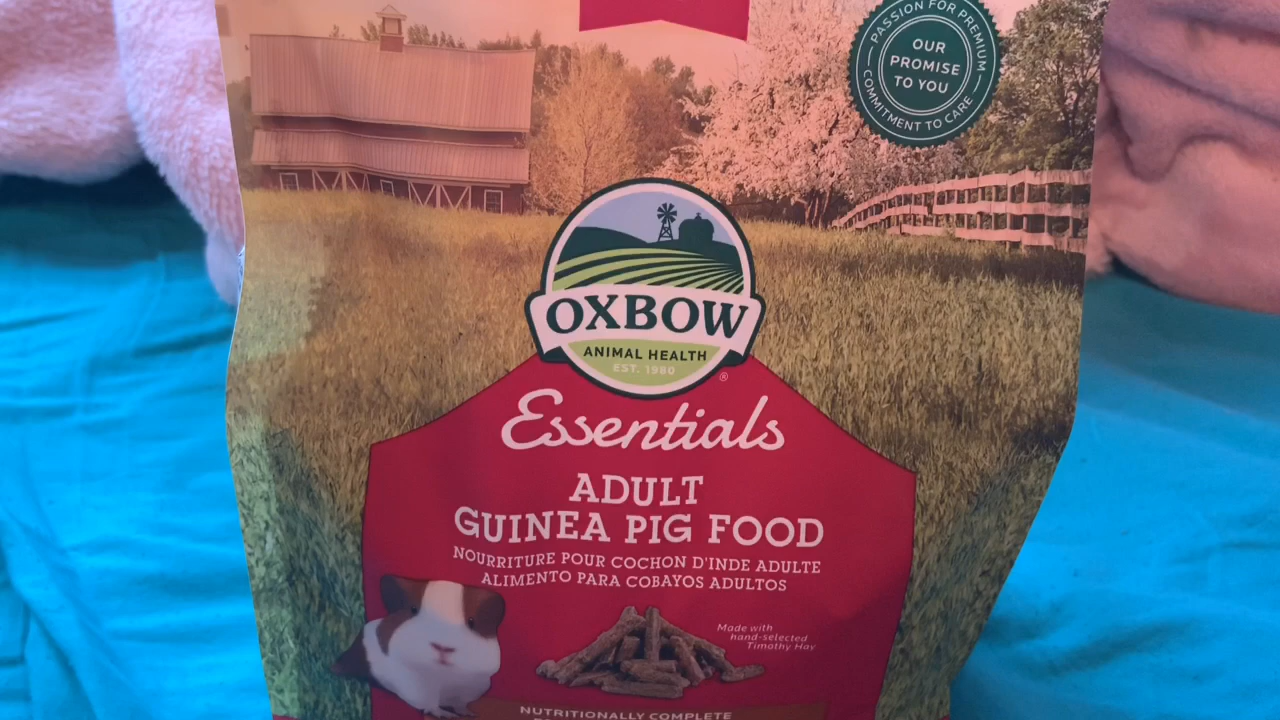 PASSION FOR PREMIUM
OUR
PROMISE
TO YOU
COMMITMENT TO CARE
OXBOW
ANIMAL HEALTH
EST. 1980
®
Essentials
ADULT
GUINEA PIG FOOD
NOURRITURE POUR COCHON D'INDE ADULTE
ALIMENTO PARA COBAYOS ADULTOS
Made with
hand-selected
Timothy Hay
NUTRITIONALLY COMPLETE